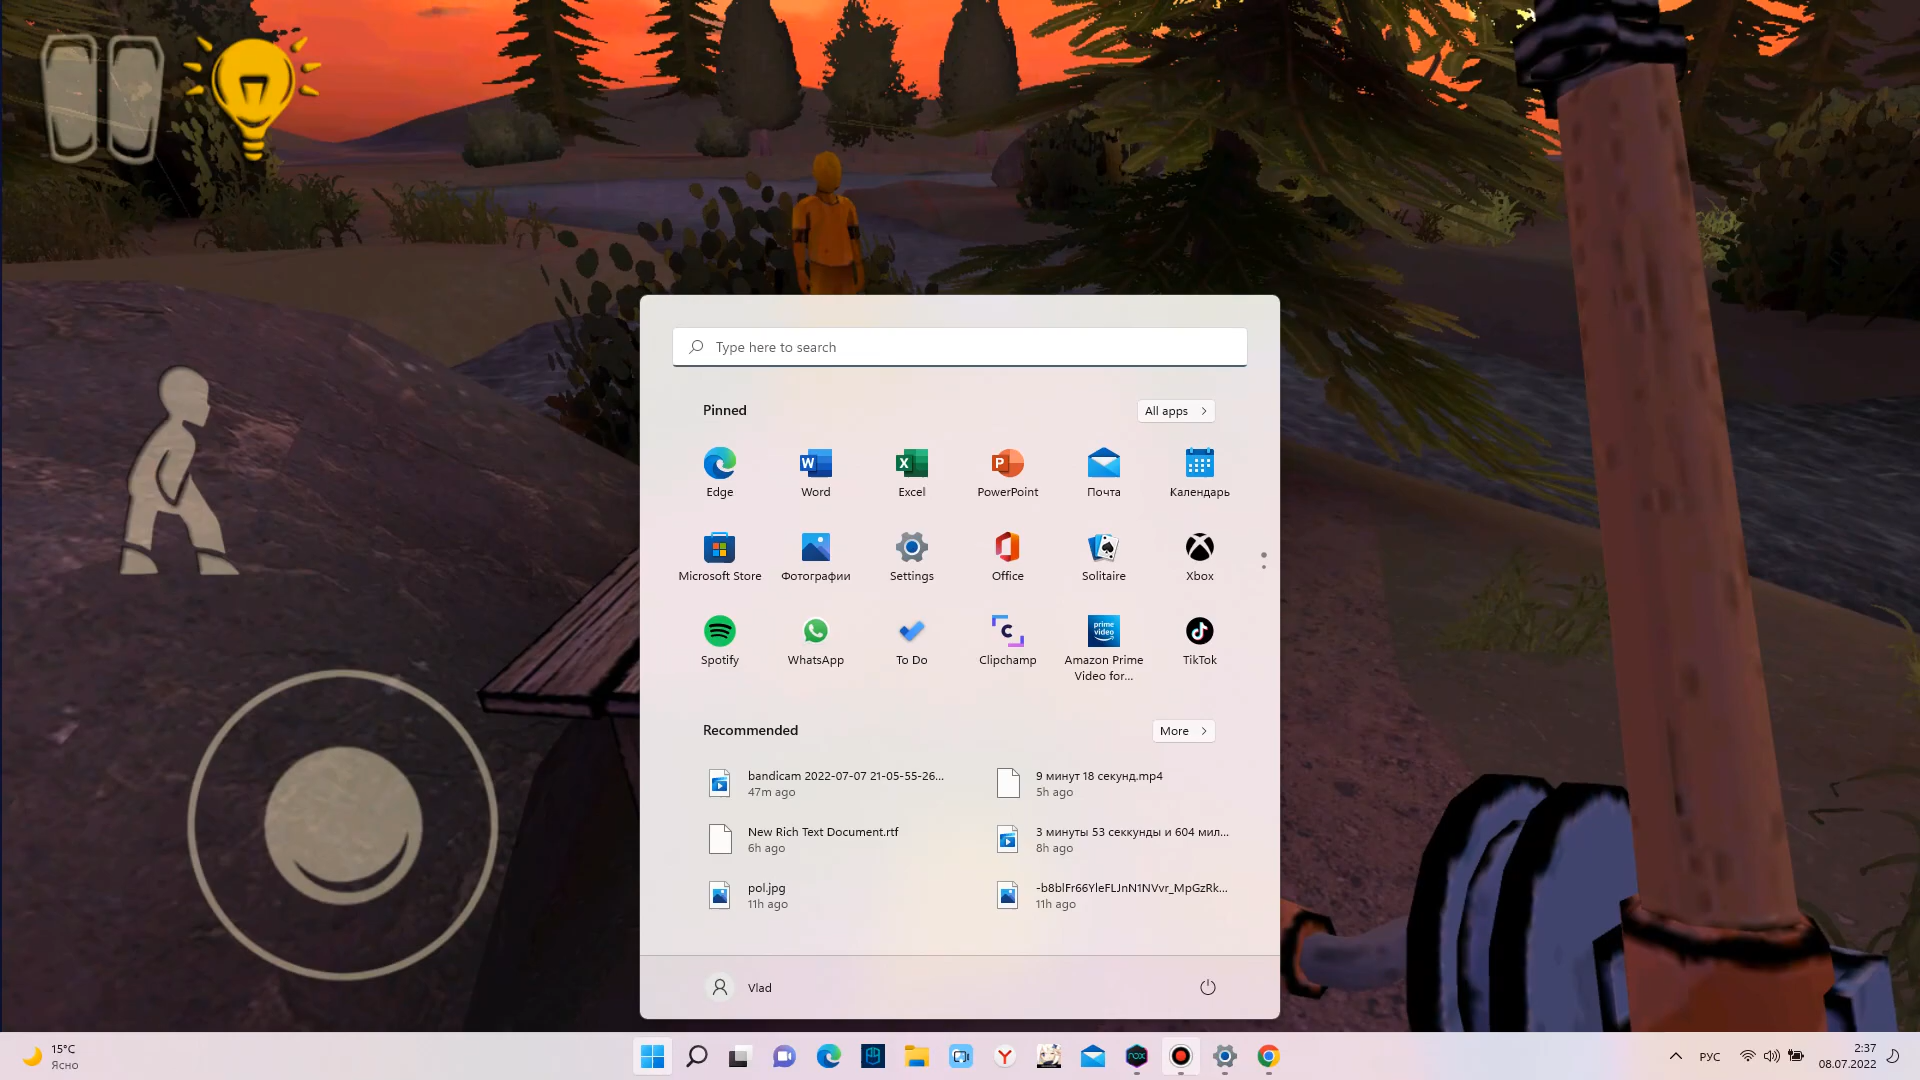 Type here to search
Pinned
All apps
Edge
Word
Excel
PowerPoint
Почта
Календарь
Microsoft Store
Фотографии
Settings
Office
Solitaire
Xbox
Spotify
WhatsApp
To Do
Clipchamp
prime video
Amazon Prime
Video for...
TikTok
Recommended
More
bandicam 2022-07-07 21-05-55-26...
47m ago
9 минут 18 секунд.mp4
5h ago
New Rich Text Document.rtf
6h ago
3 минуты 53 секкунды и 604 мил...
8h ago
pol.jpg
11h ago
-b8blFr66YleFLJnN1NVvr_MpGzRk...
11h ago
Vlad
15°C
Ясно
nox
РУС
2:37
08.07.2022